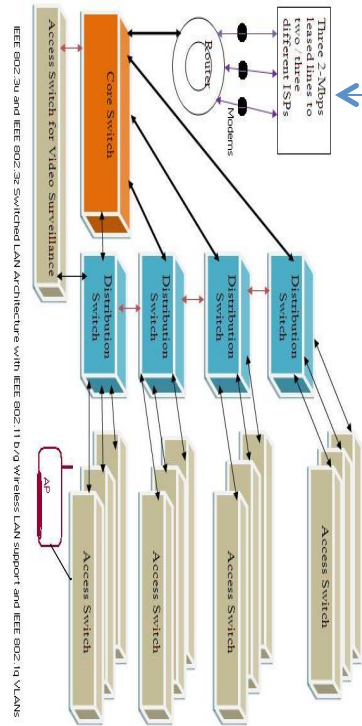 Three 2-Mbps
leased lines to
two / three
different ISPs
Modems
Router
Core Switch
Access Switch for Video Surveillance
Distribution
Switch
Distribution
Switch
Distribution
Switch
Distribution
Switch
Access Switch
Access Switch
Access Switch
Access Switch
AP
IEEE 802.3u and IEEE 802.3z Switched LAN Architecture with IEEE 802.11b/g Wireless LAN support and IEEE 802.1q VLANs